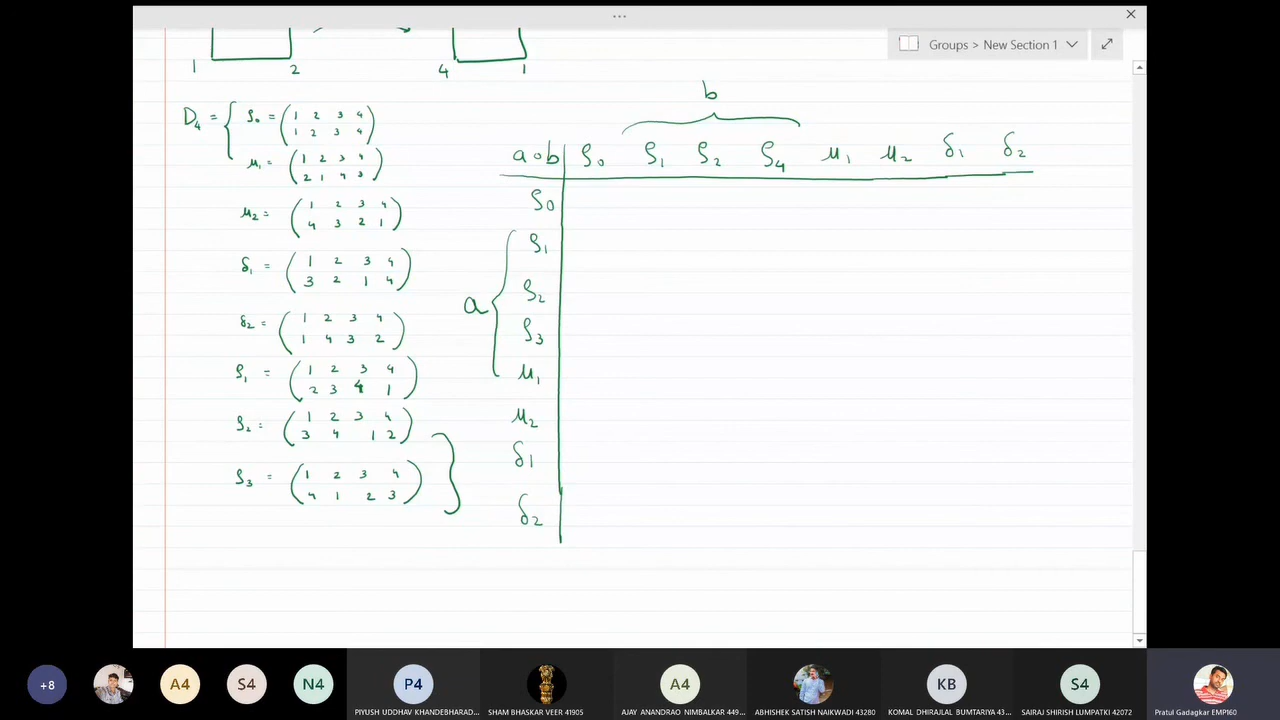 Groups > New Section 1
1 2 4 1
D₄ = { ρ₀ = ( 1 2 3 4
1 2 3 4 )
μ₁ = ( 1 2 3 4
2 1 4 3 )
μ₂ = ( 1 2 3 4
4 3 2 1 )
δ₁ = ( 1 2 3 4
3 2 1 4 )
δ₂ = ( 1 2 3 4
1 4 3 2 )
ρ₁ = ( 1 2 3 4
2 3 4 1 )
ρ₂ = ( 1 2 3 4
3 4 1 2 )
ρ₃ = ( 1 2 3 4
4 1 2 3 ) }
b
a∘b ρ₀ ρ₁ ρ₂ ρ₄ μ₁ μ₂ δ₁ δ₂
ρ₀
ρ₁
a { ρ₂
ρ₃
μ₁
μ₂
δ₁
δ₂
+8 A4 S4 N4 P4 A4 KB S4
PIYUSH UDDHAV KHANDEBHARAD... SHAM BHASKAR VEER 41905 AJAY ANANDRAO NIMBALKAR 449... ABHISHEK SATISH NAIKWADI 43280 KOMAL DHIRAJLAL BUMTARIYA 43... SAIRAJ SHIRISH LUMPATKI 42072 Pratul Gadagkar EMP160